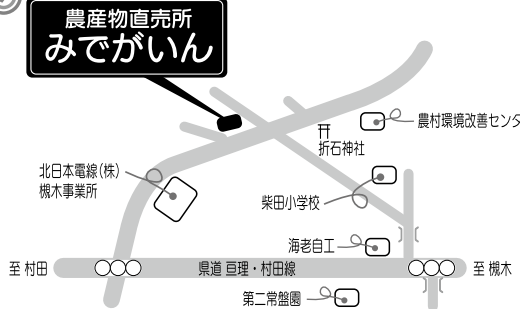 農産物直売所
みでがいん
農村環境改善センタ
折石神社
北日本電線(株)
槻木事業所
柴田小学校
海老自工
至 村田
県道 亘理・村田線
至 槻木
第二常盤園